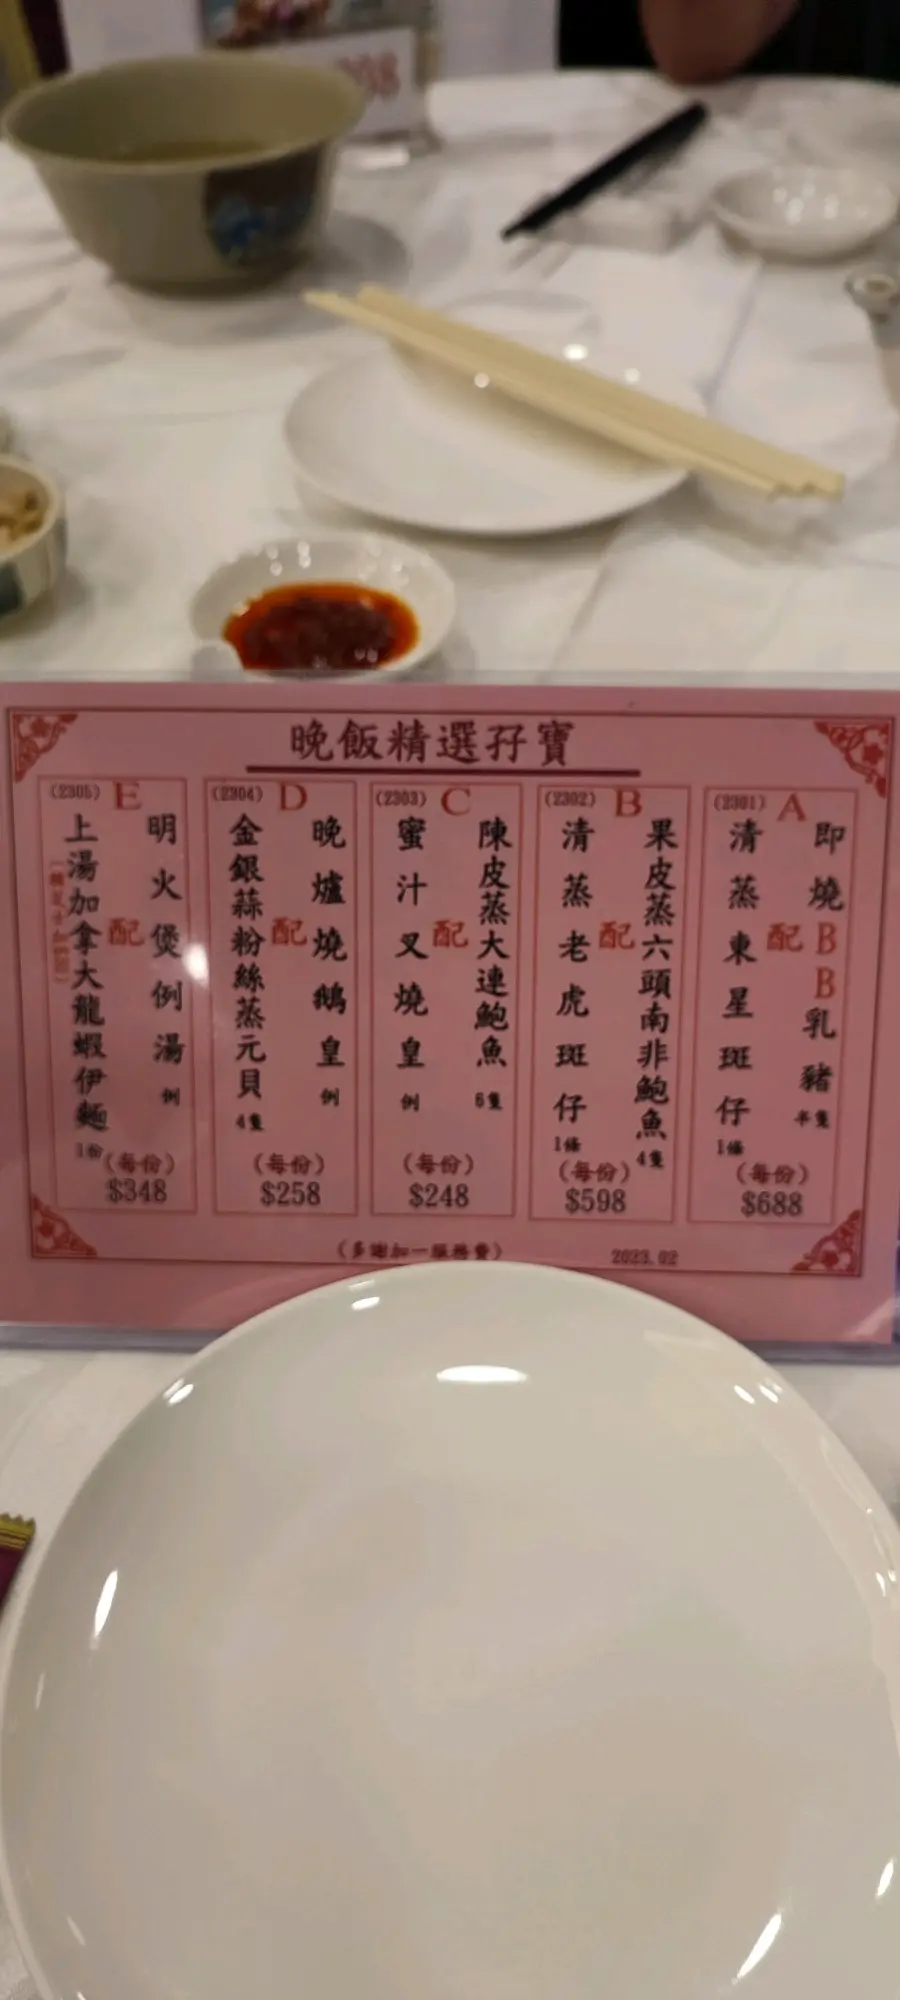 晚飯精選孖寶
(2301) A
即燒BB乳豬 半隻
配
清蒸東星斑仔 1條
(每份)
$688
(2302) B
果皮蒸六頭南非鮑魚 4隻
配
清蒸老虎斑仔 1條
(每份)
$598
(2303) C
陳皮蒸大連鮑魚 6隻
配
蜜汁叉燒皇 例
(每份)
$248
(2304) D
晚爐燒鵝皇 例
配
金銀蒜粉絲蒸元貝 4隻
(每份)
$258
(2305) E
明火煲例湯 例
配
上湯加拿大龍蝦伊麵 1份
(每份)
$348
(多謝加一服務費)
2023.02